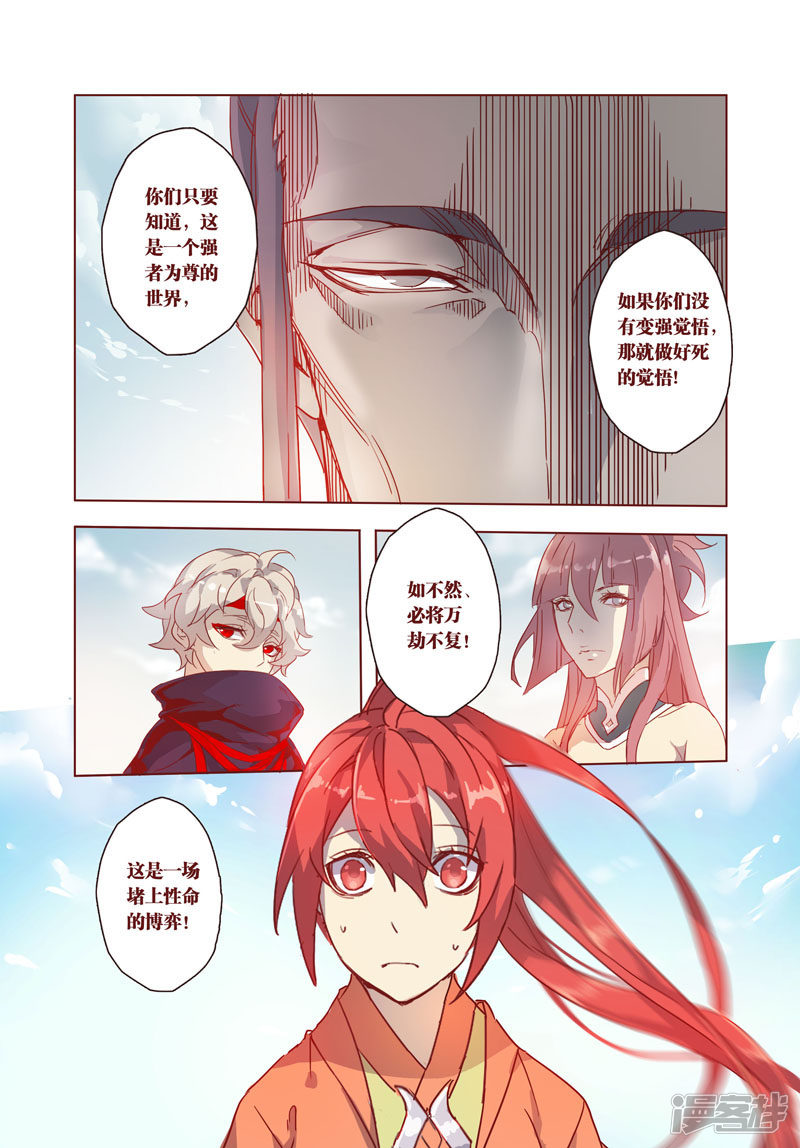 你们只要
知道，这
是一个强
者为尊的
世界，
如果你们没
有变强觉悟，
那就做好死
的觉悟！
如不然、
必将万
劫不复！
这是一场
堵上性命
的博弈！
漫客栈